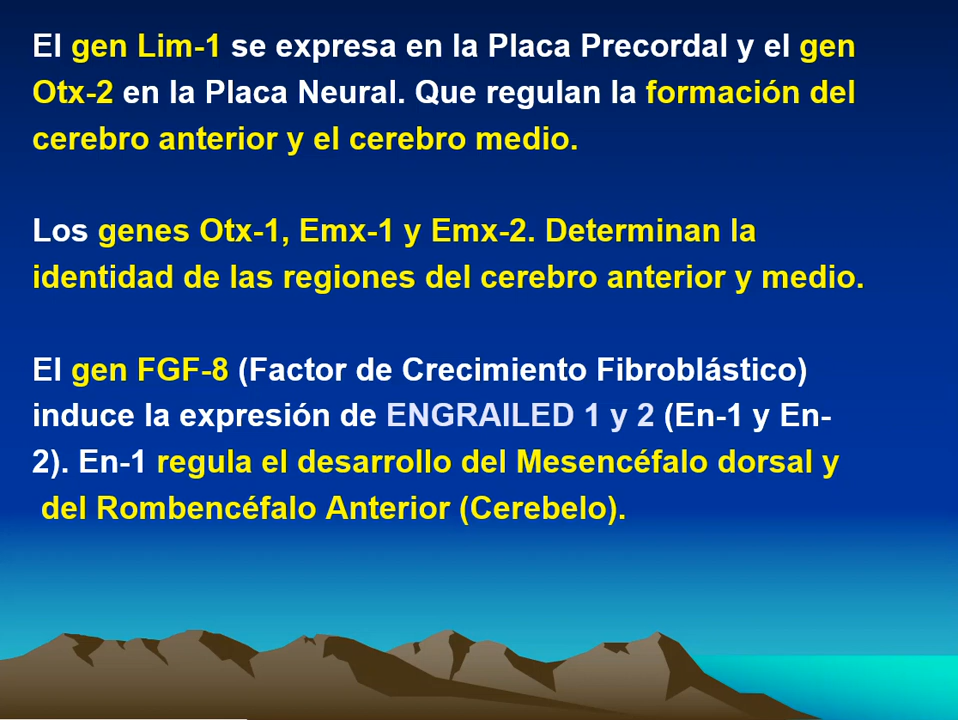 El gen Lim-1 se expresa en la Placa Precordal y el gen
Otx-2 en la Placa Neural. Que regulan la formación del
cerebro anterior y el cerebro medio.
Los genes Otx-1, Emx-1 y Emx-2. Determinan la
identidad de las regiones del cerebro anterior y medio.
El gen FGF-8 (Factor de Crecimiento Fibroblástico)
induce la expresión de ENGRAILED 1 y 2 (En-1 y En-
2). En-1 regula el desarrollo del Mesencéfalo dorsal y
del Rombencéfalo Anterior (Cerebelo).